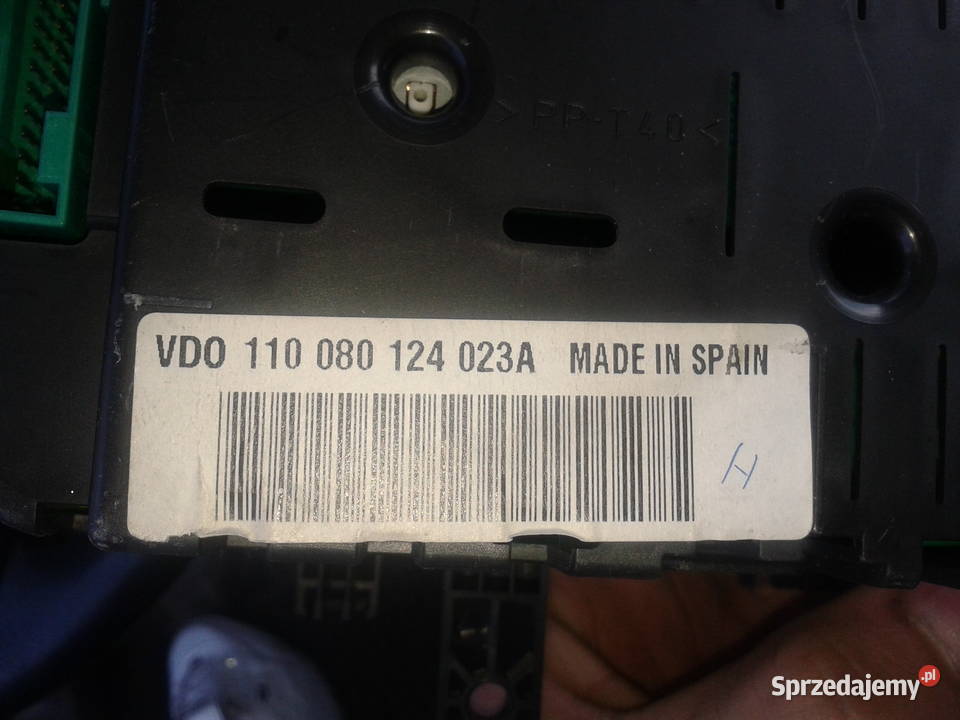 >PP-T40<
VDO 110 080 124 023A MADE IN SPAIN
H
Sprzedajemy.pl